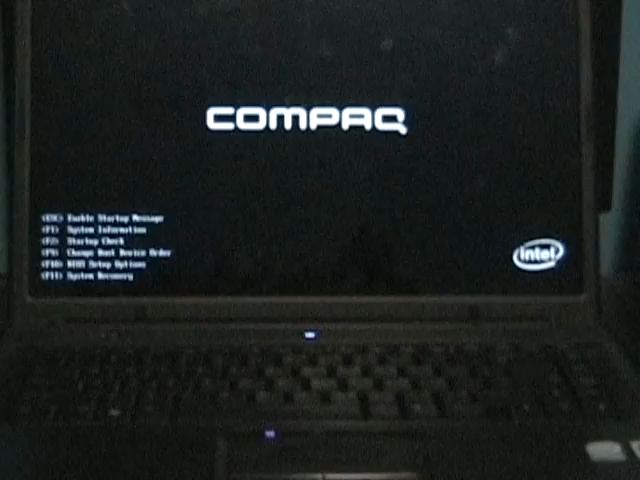 COMPAQ
<ESC> Enable Startup Message
<F1> System Information
<F2> Startup Check
<F9> Change Boot Device Order
<F10> BIOS Setup Options
<F11> System Recovery
intel